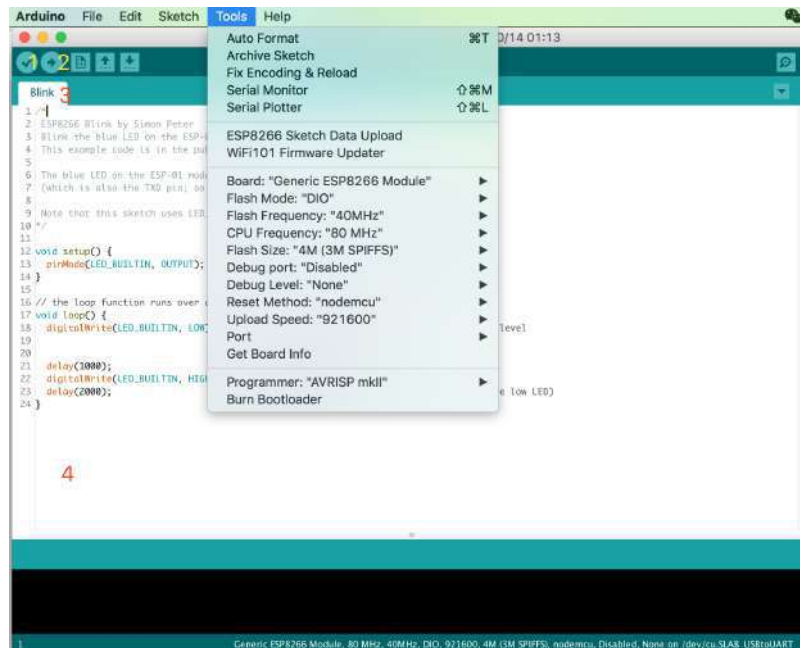 Arduino File Edit Sketch Tools Help
0/14 01:13
1 2
Blink 3
Auto Format ⌘T
Archive Sketch
Fix Encoding & Reload
Serial Monitor ⇧⌘M
Serial Plotter ⇧⌘L
ESP8266 Sketch Data Upload
WiFi101 Firmware Updater
Board: "Generic ESP8266 Module"
Flash Mode: "DIO"
Flash Frequency: "40MHz"
CPU Frequency: "80 MHz"
Flash Size: "4M (3M SPIFFS)"
Debug port: "Disabled"
Debug Level: "None"
Reset Method: "nodemcu"
Upload Speed: "921600"
Port
Get Board Info
Programmer: "AVRISP mkII"
Burn Bootloader
1 /*
2 ESP8266 Blink by Simon Peter
3 Blink the blue LED on the ESP-
4 This example code is in the pu
5
6 The blue LED on the ESP-01 mod
7 (which is also the TXD pin; so
8
9 Note that this sketch uses LED_
10 */
11
12 void setup() {
13 pinMode(LED_BUILTIN, OUTPUT);
14 }
15
16 // the loop function runs over
17 void loop() {
18 digitalWrite(LED_BUILTIN, LOW level
19
20
21 delay(1000);
22 digitalWrite(LED_BUILTIN, HIG
23 delay(2000); e low LED)
24 }
4
1 Generic ESP8266 Module, 80 MHz, 40MHz, DIO, 921600, 4M (3M SPIFFS), nodemcu, Disabled, None on /dev/cu.SLAB_USBtoUART